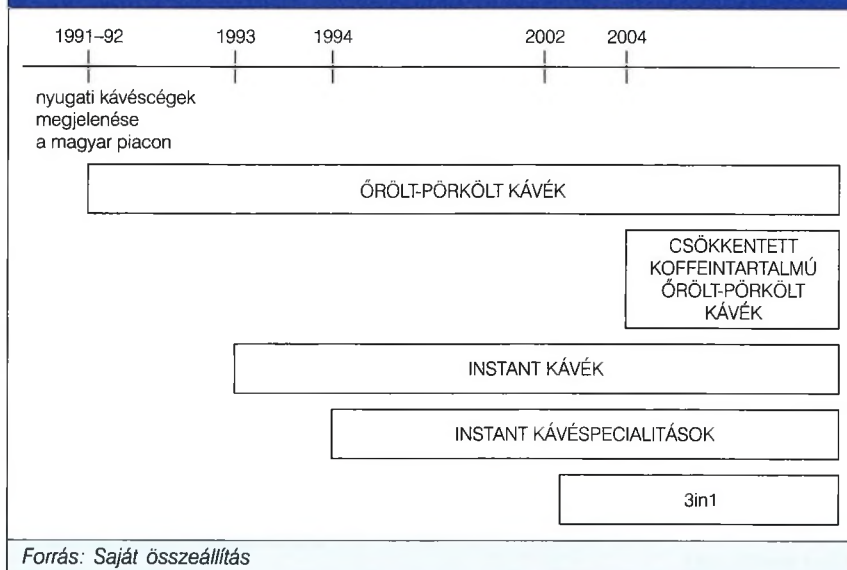 1991–92 1993 1994 2002 2004
nyugati kávéscégek
megjelenése
a magyar piacon
ŐRÖLT-PÖRKÖLT KÁVÉK
CSÖKKENTETT
KOFFEINTARTALMÚ
ŐRÖLT-PÖRKÖLT
KÁVÉK
INSTANT KÁVÉK
INSTANT KÁVÉSPECIALITÁSOK
3in1
Forrás: Saját összeállítás